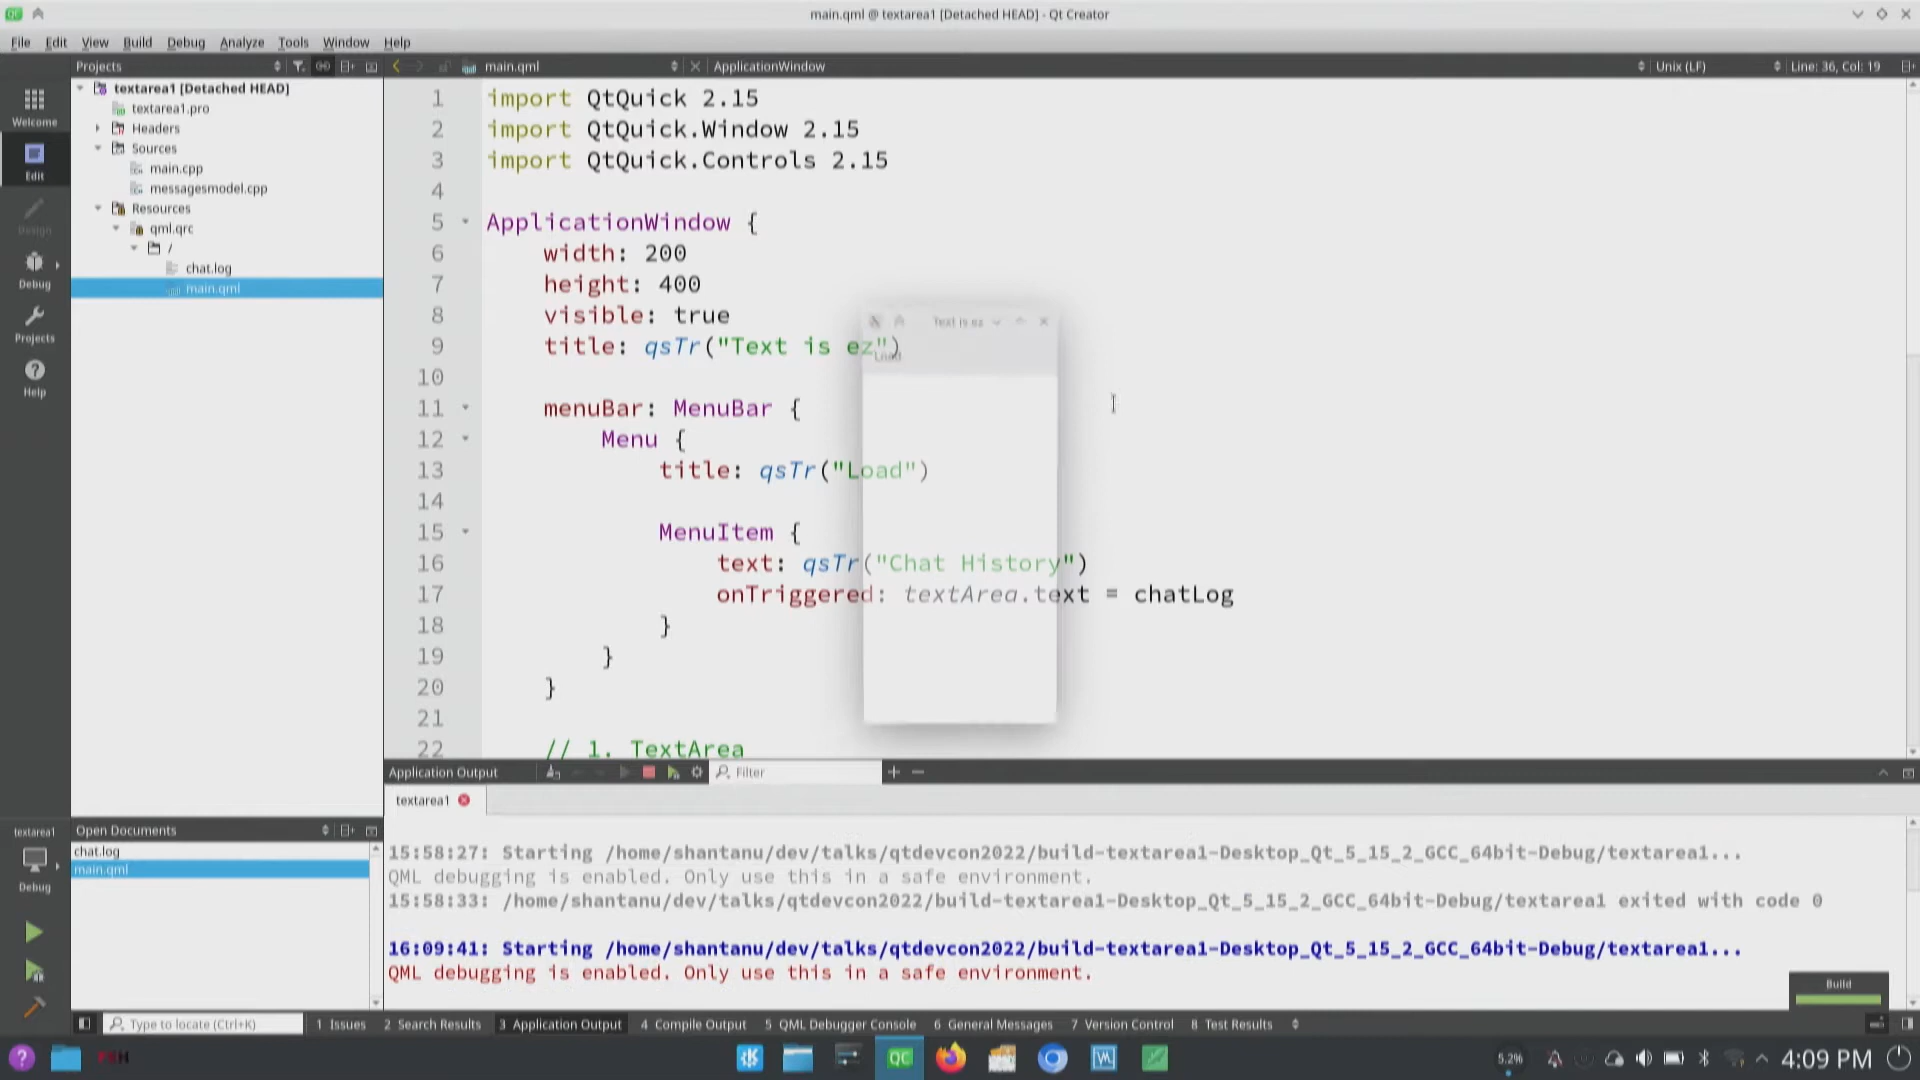 main.qml @ textarea1 [Detached HEAD] - Qt Creator
File Edit View Build Debug Analyze Tools Window Help
Projects
main.qml
ApplicationWindow
Unix (LF)
Line: 36, Col: 19
Welcome
Edit
Design
Debug
Projects
Help
textarea1 [Detached HEAD]
textarea1.pro
Headers
Sources
main.cpp
messagesmodel.cpp
Resources
qml.qrc
/
chat.log
main.qml
1 import QtQuick 2.15
2 import QtQuick.Window 2.15
3 import QtQuick.Controls 2.15
4
5 ApplicationWindow {
6 width: 200
7 height: 400
8 visible: true
9 title: qsTr("Text is ez")
10
11 menuBar: MenuBar {
12 Menu {
13 title: qsTr("Load")
14
15 MenuItem {
16 text: qsTr("Chat History")
17 onTriggered: textArea.text = chatLog
18 }
19 }
20 }
21
22 // 1. TextArea
Text is ez
Load
Application Output
Filter
textarea1
15:58:27: Starting /home/shantanu/dev/talks/qtdevcon2022/build-textarea1-Desktop_Qt_5_15_2_GCC_64bit-Debug/textarea1...
QML debugging is enabled. Only use this in a safe environment.
15:58:33: /home/shantanu/dev/talks/qtdevcon2022/build-textarea1-Desktop_Qt_5_15_2_GCC_64bit-Debug/textarea1 exited with code 0
16:09:41: Starting /home/shantanu/dev/talks/qtdevcon2022/build-textarea1-Desktop_Qt_5_15_2_GCC_64bit-Debug/textarea1...
QML debugging is enabled. Only use this in a safe environment.
Open Documents
chat.log
main.qml
textarea1
Debug
Build
Type to locate (Ctrl+K)
1 Issues
2 Search Results
3 Application Output
4 Compile Output
5 QML Debugger Console
6 General Messages
7 Version Control
8 Test Results
QC
5.2%
4:09 PM